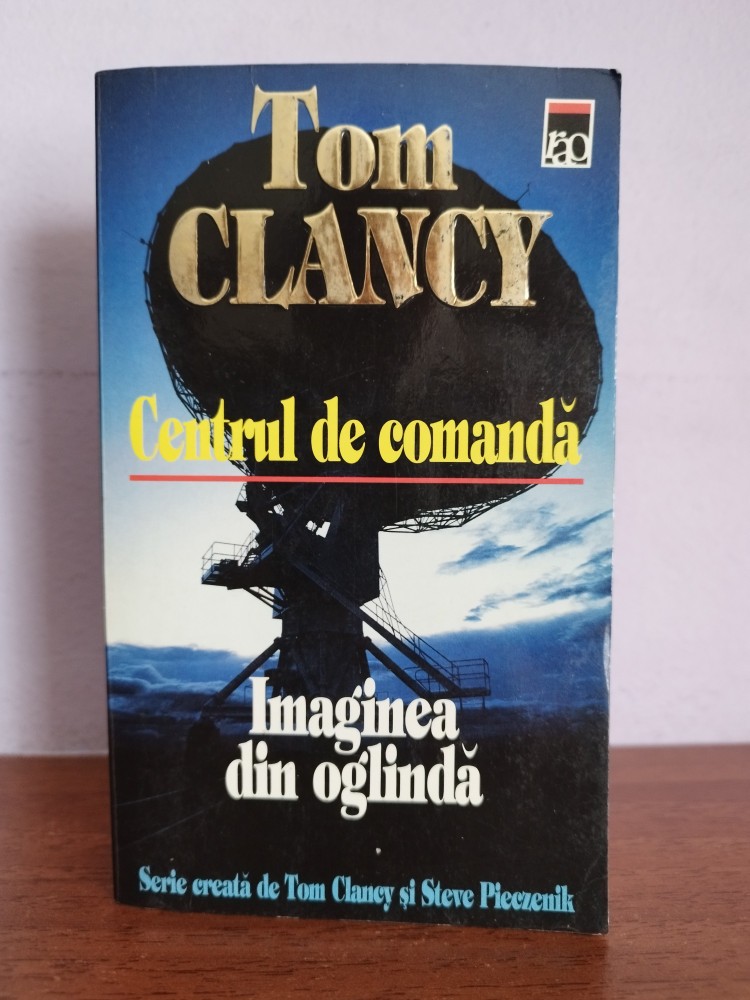 Tom
CLANCY
rao
Centrul de comandă
Imaginea
din oglindă
Serie creată de Tom Clancy și Steve Pieczenik